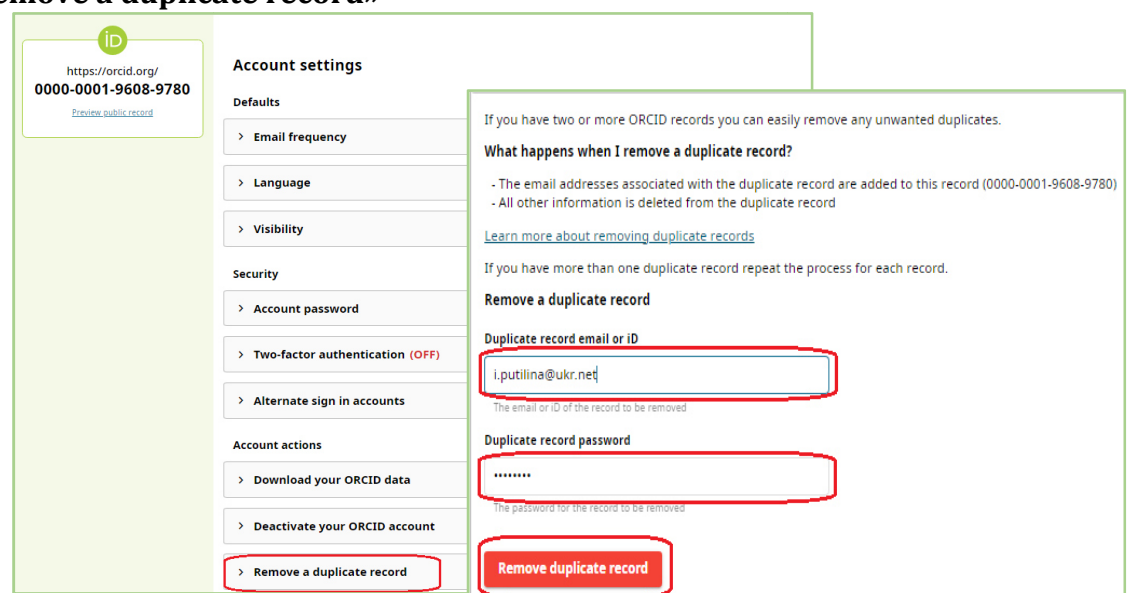 emove a duplicate record»
iD
https://orcid.org/
0000-0001-9608-9780
Preview public record
Account settings
Defaults
> Email frequency
> Language
> Visibility
Security
> Account password
> Two-factor authentication (OFF)
> Alternate sign in accounts
Account actions
> Download your ORCID data
> Deactivate your ORCID account
> Remove a duplicate record
If you have two or more ORCID records you can easily remove any unwanted duplicates.
What happens when I remove a duplicate record?
- The email addresses associated with the duplicate record are added to this record (0000-0001-9608-9780)
- All other information is deleted from the duplicate record
Learn more about removing duplicate records
If you have more than one duplicate record repeat the process for each record.
Remove a duplicate record
Duplicate record email or iD
i.putilina@ukr.net
The email or iD of the record to be removed
Duplicate record password
••••••••
The password for the record to be removed
Remove duplicate record